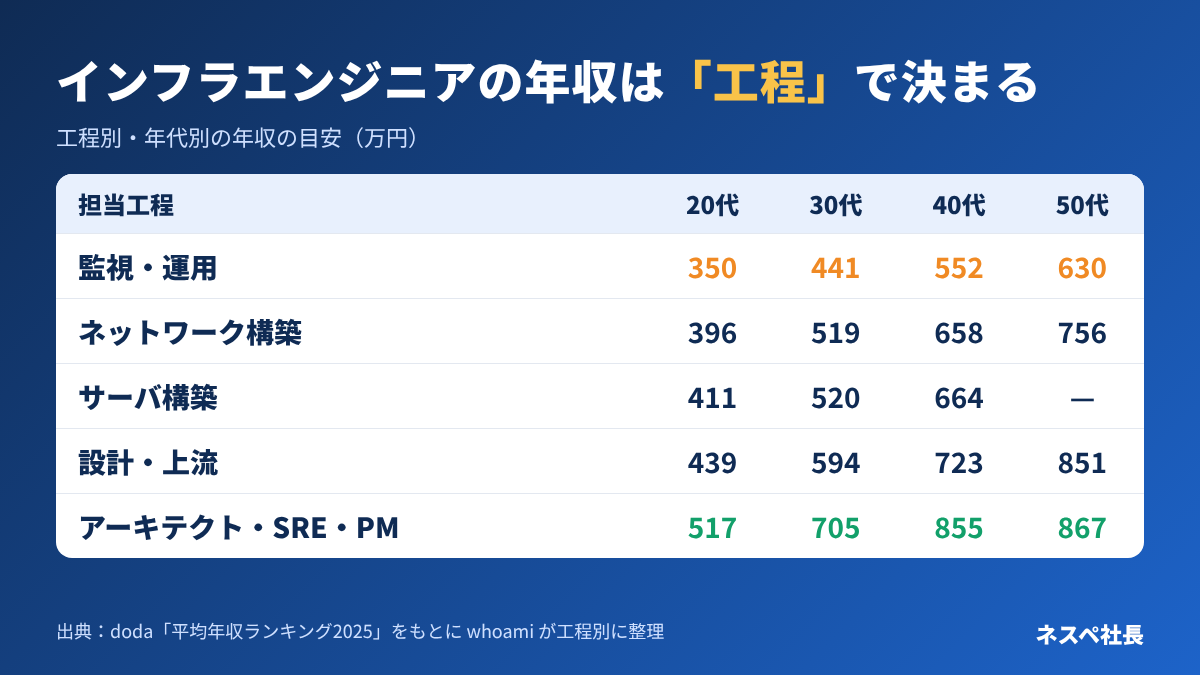 インフラエンジニアの年収は「工程」で決まる
工程別・年代別の年収の目安（万円）
担当工程 20代 30代 40代 50代
監視・運用 350 441 552 630
ネットワーク構築 396 519 658 756
サーバ構築 411 520 664 —
設計・上流 439 594 723 851
アーキテクト・SRE・PM 517 705 855 867
出典：doda「平均年収ランキング2025」をもとに whoami が工程別に整理
ネスペ社長